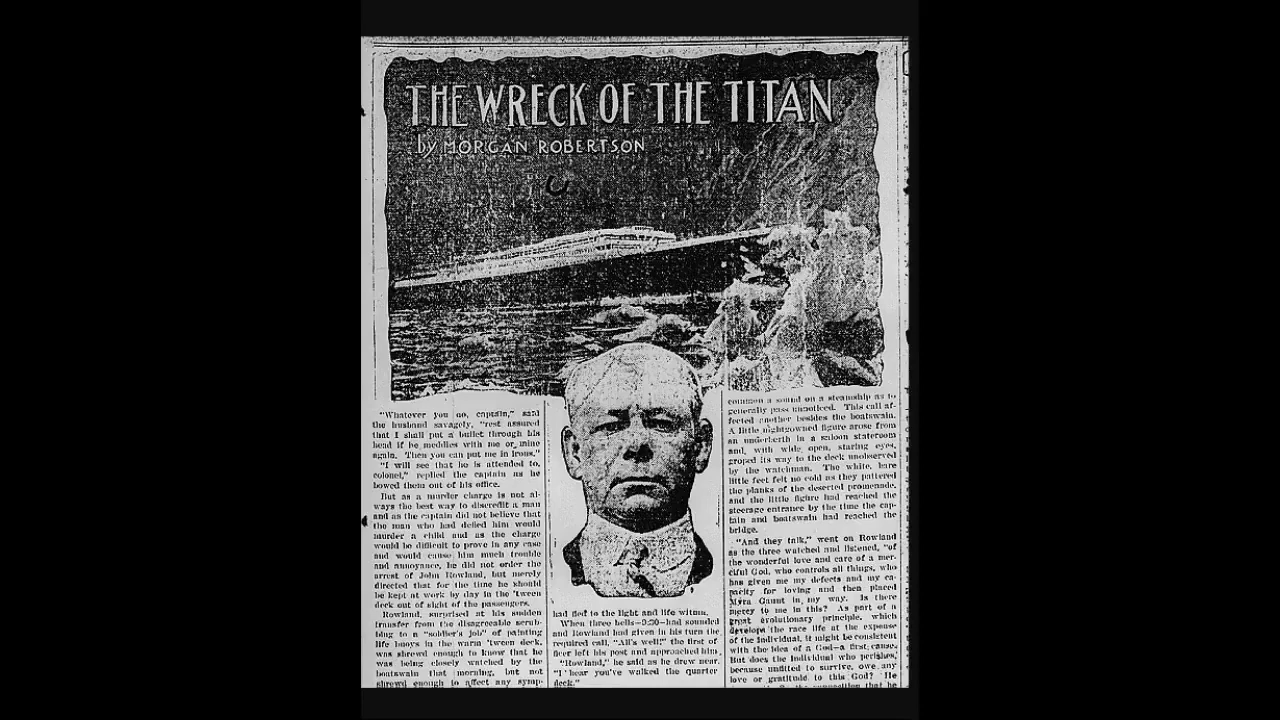 THE WRECK OF THE TITAN
by MORGAN ROBERTSON
"Whatever you do, captain," said
the husband savagely, "rest assured
that I shall put a bullet through his
head if he meddles with me or mine
again. Then you can put me in irons."
"I will see that he is attended to,
colonel," replied the captain as he
bowed them out of his office.
But as a murder charge is not al-
ways the best way to discredit a man
and as the captain did not believe that
the man who had defied him would
murder a child and as the charge
would be difficult to prove in any case
and would cause him much trouble
and annoyance, he did not order the
arrest of John Rowland, but merely
directed that for the time he should
be kept at work by day in the 'tween
deck out of sight of the passengers.
Rowland, surprised at his sudden
transfer from the disagreeable scrub-
bing to a "soldier's job" of painting
life buoys in the warm 'tween deck,
was shrewd enough to know that he
was being closely watched by the
boatswain that morning, but not
shrewd enough to affect any symp-
had fled to the light and life within.
When three bells—9:30—had sounded
and Rowland had given in his turn the
required call, "All's well," the first of
ficer left his post and approached him.
"Rowland," he said as he drew near.
"I hear you've walked the quarter
deck."
common a sound on a steamship as to
generally pass unnoticed. This call af-
fected another besides the boatswain.
A little nightgowned figure arose from
an underberth in a saloon stateroom
and, with wide open, staring eyes,
groped its way to the deck unobserved
by the watchman. The white, bare
little feet felt no cold as they pattered
the planks of the deserted promenade,
and the little figure had reached the
steerage entrance by the time the cap-
tain and boatswain had reached the
bridge.
"And they talk," went on Rowland
as the three watched and listened, "of
the wonderful love and care of a mer-
ciful God, who controls all things, who
has given me my defects and my ca-
pacity for loving and then placed
Myra Gaunt in my way. Is there
mercy to me in this? As part of a
great evolutionary principle, which
develops the race life at the expense
of the individual, it might be consistent
with the idea of a God—a first cause.
But does the individual who perishes,
because unfitted to survive, owe any
love or gratitude to this God? He
supposition that he